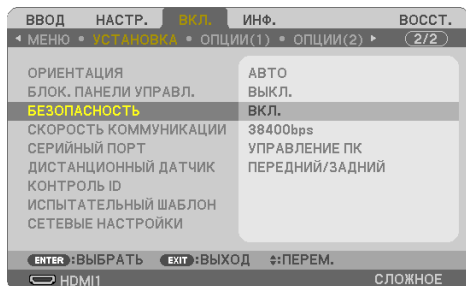 ВВОД НАСТР. ВКЛ. ИНФ. ВОССТ.
МЕНЮ • УСТАНОВКА • ОПЦИИ(1) • ОПЦИИ(2) 2/2
ОРИЕНТАЦИЯ АВТО
БЛОК. ПАНЕЛИ УПРАВЛ. ВЫКЛ.
БЕЗОПАСНОСТЬ ВКЛ.
СКОРОСТЬ КОММУНИКАЦИИ 38400bps
СЕРИЙНЫЙ ПОРТ УПРАВЛЕНИЕ ПК
ДИСТАНЦИОННЫЙ ДАТЧИК ПЕРЕДНИЙ/ЗАДНИЙ
КОНТРОЛЬ ID
ИСПЫТАТЕЛЬНЫЙ ШАБЛОН
СЕТЕВЫЕ НАСТРОЙКИ
ENTER :ВЫБРАТЬ EXIT :ВЫХОД :ПЕРЕМ.
HDMI1 СЛОЖНОЕ